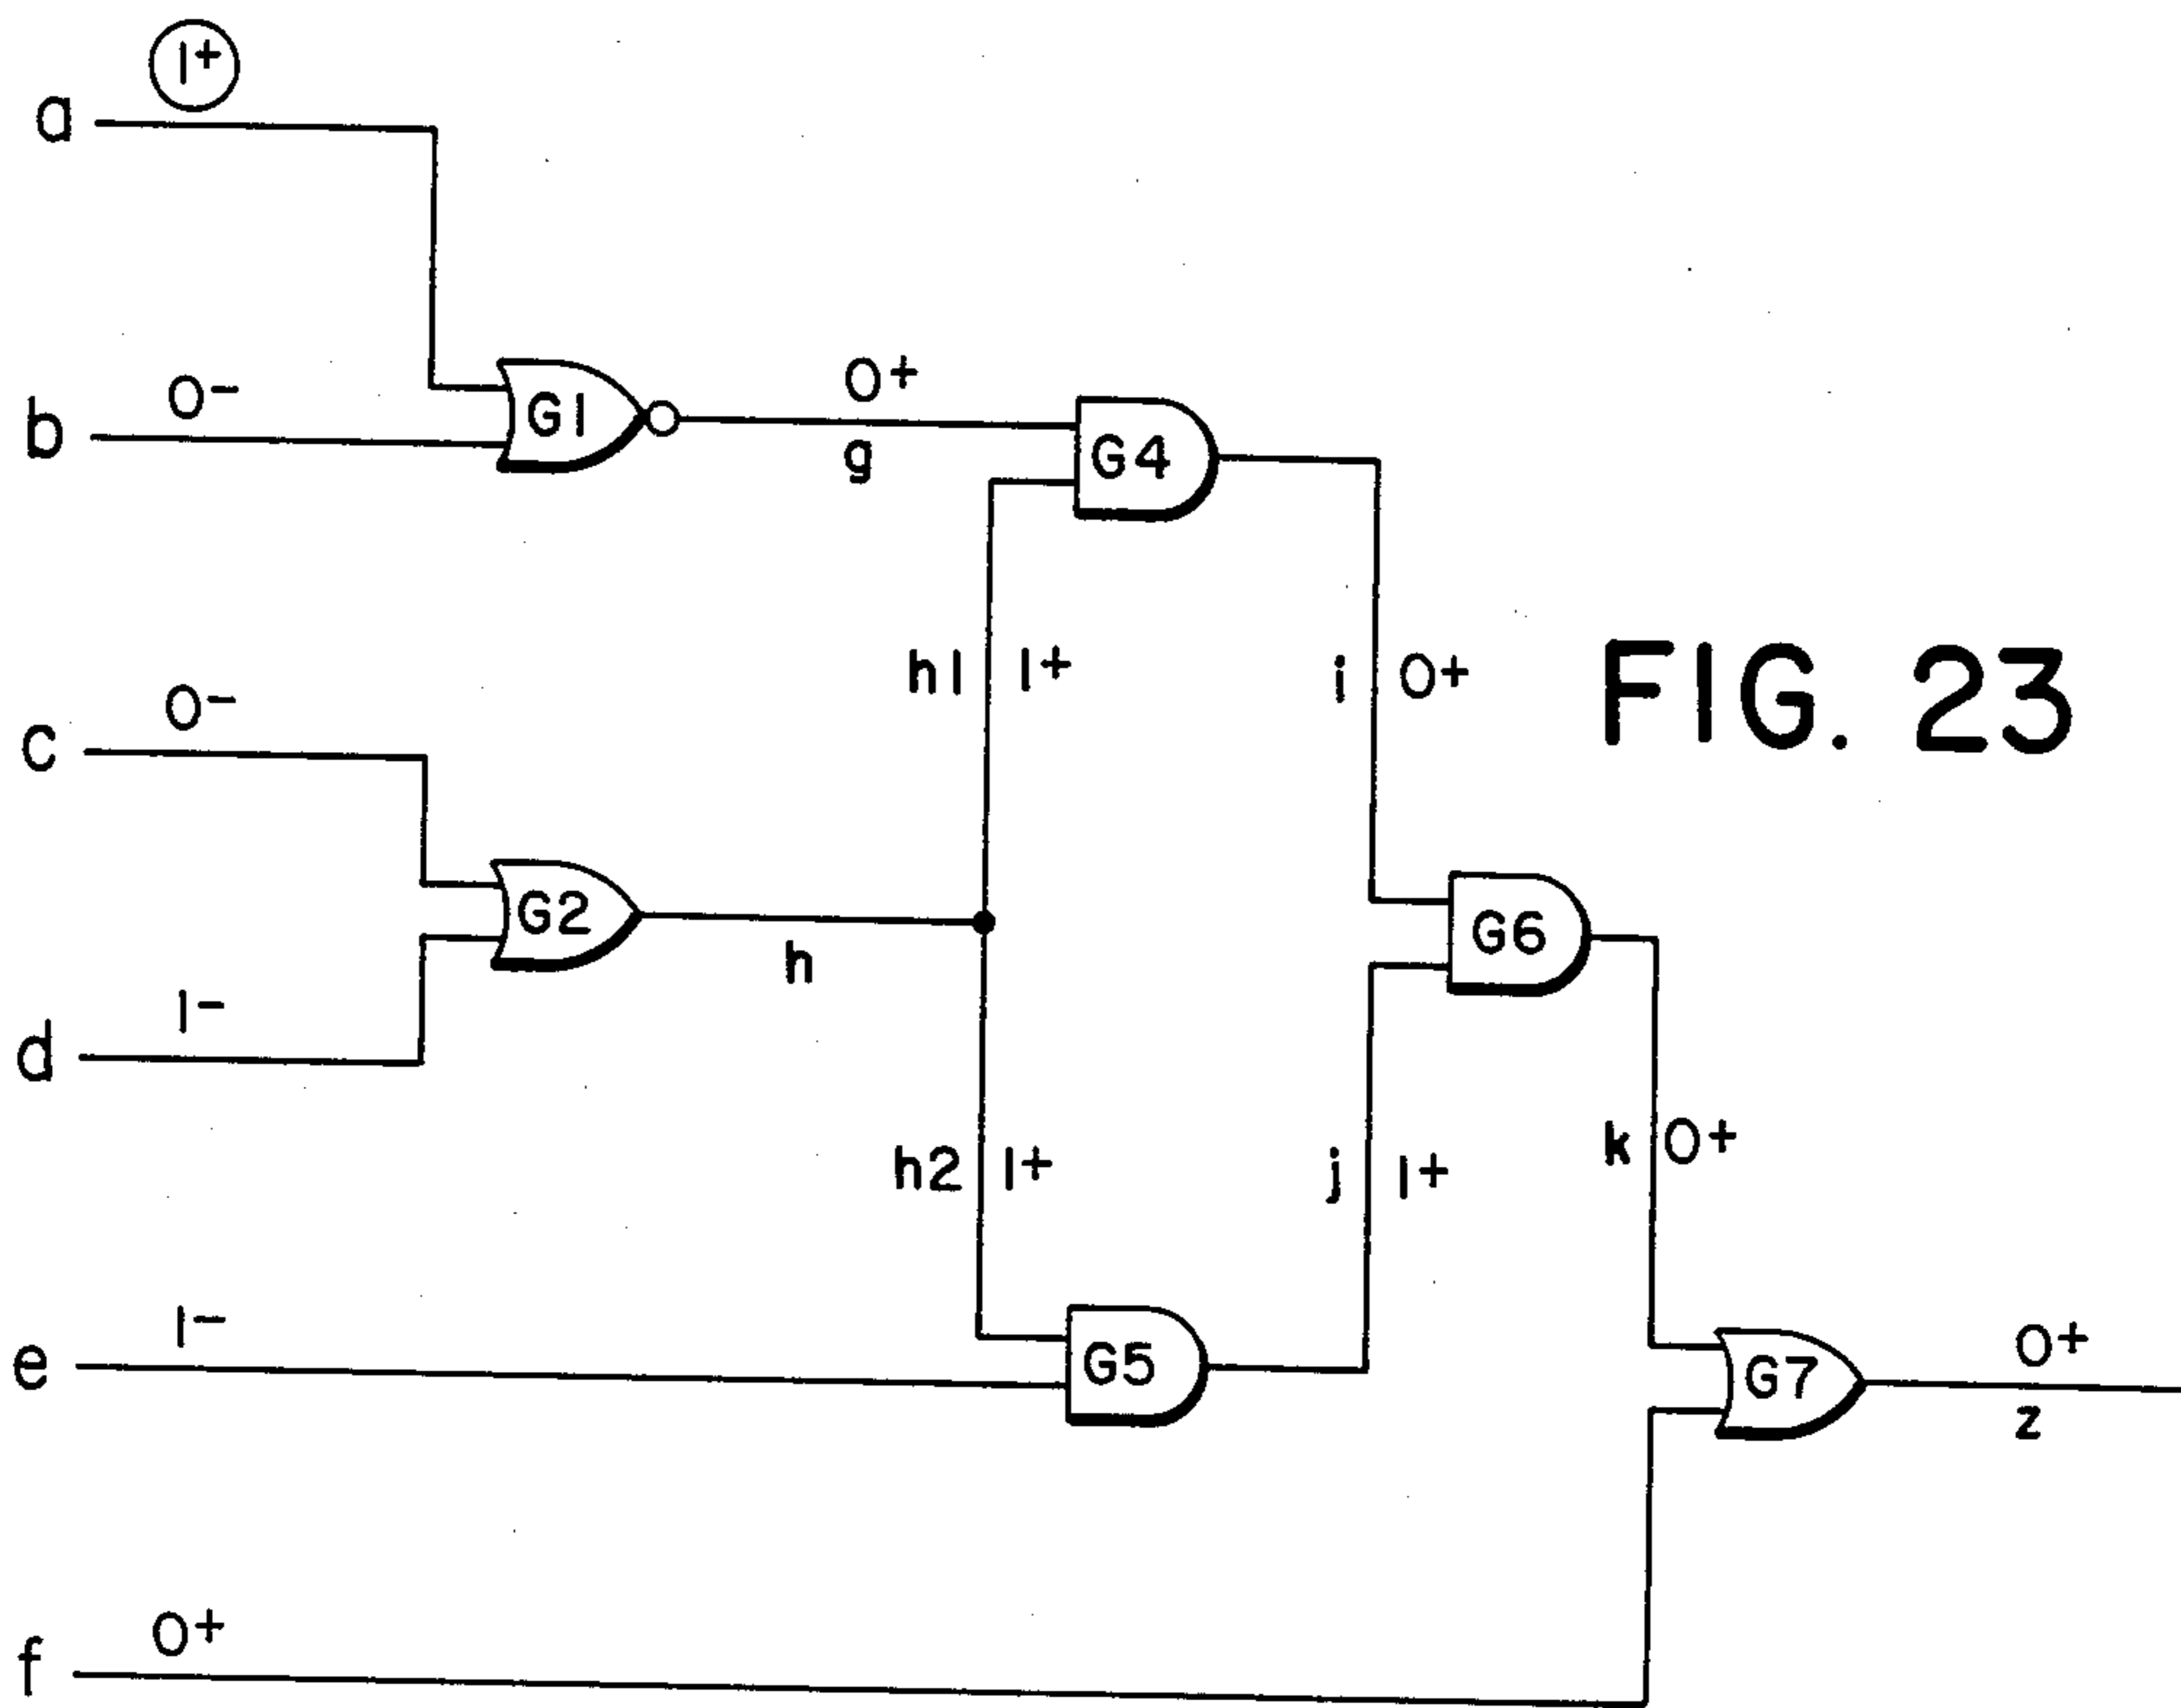 1+
a
0-
b
G1
0+
g
G4
h1 1+
i 0+
FIG. 23
0-
c
G2
h
G6
1-
d
h2 1+
j 1+
k 0+
1-
e
G5
G7
0+
z
0+
f